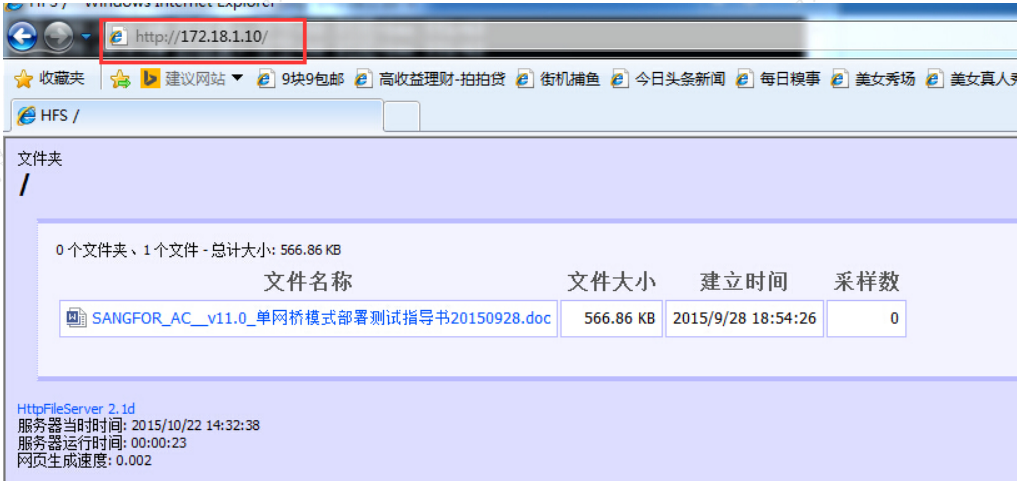 HFS / - Windows Internet Explorer
http://172.18.1.10/
收藏夹 建议网站 9块9包邮 高收益理财-拍拍贷 街机捕鱼 今日头条新闻 每日糗事 美女秀场 美女真人秀
HFS /
文件夹
/
0 个文件夹、1 个文件 - 总计大小: 566.86 KB
文件名称 文件大小 建立时间 采样数
SANGFOR_AC__v11.0_单网桥模式部署测试指导书20150928.doc 566.86 KB 2015/9/28 18:54:26 0
HttpFileServer 2.1d
服务器当时时间: 2015/10/22 14:32:38
服务器运行时间: 00:00:23
网页生成速度: 0.002